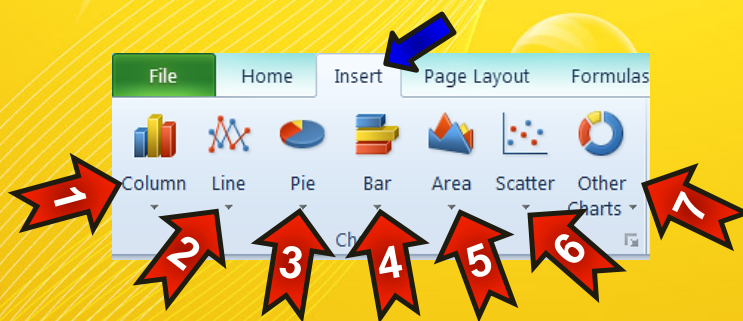 File Home Insert Page Layout Formulas
Column Line Pie Bar Area Scatter Other
Charts
1 2 3 4 5 6 7